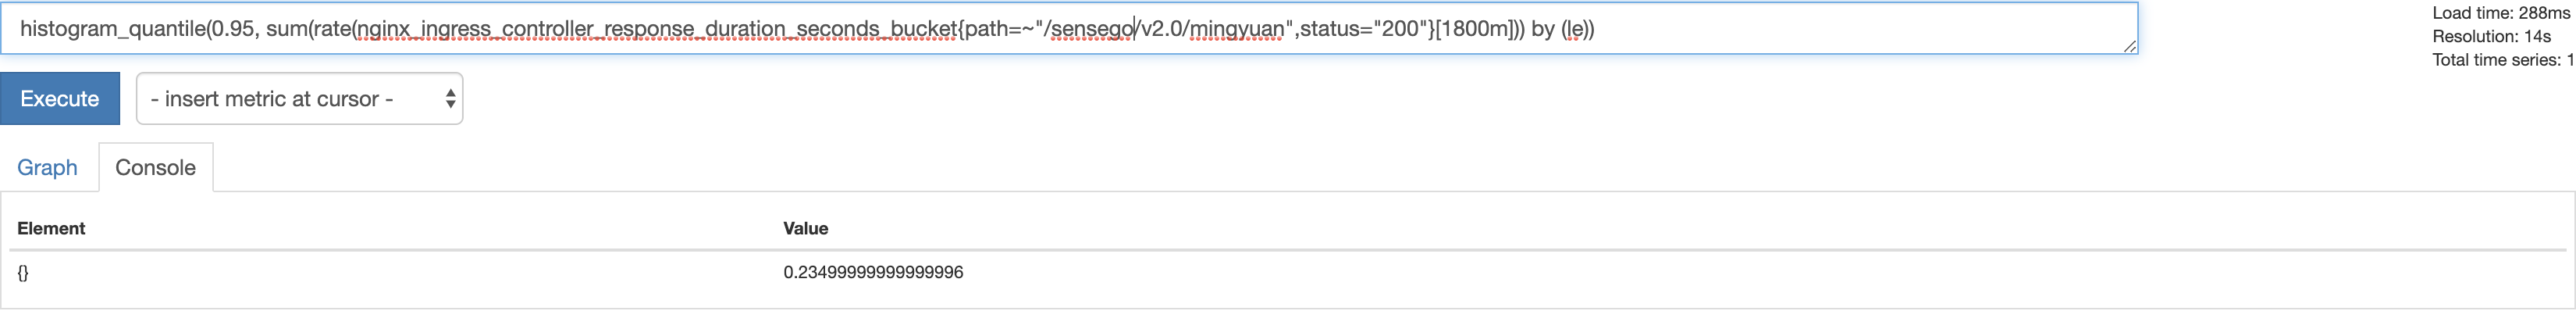 histogram_quantile(0.95, sum(rate(nginx_ingress_controller_response_duration_seconds_bucket{path=~"/sensego/v2.0/mingyuan",status="200"}[1800m])) by (le))
Load time: 288ms
Resolution: 14s
Total time series: 1
Execute
- insert metric at cursor -
Graph
Console
Element Value
{} 0.23499999999999996